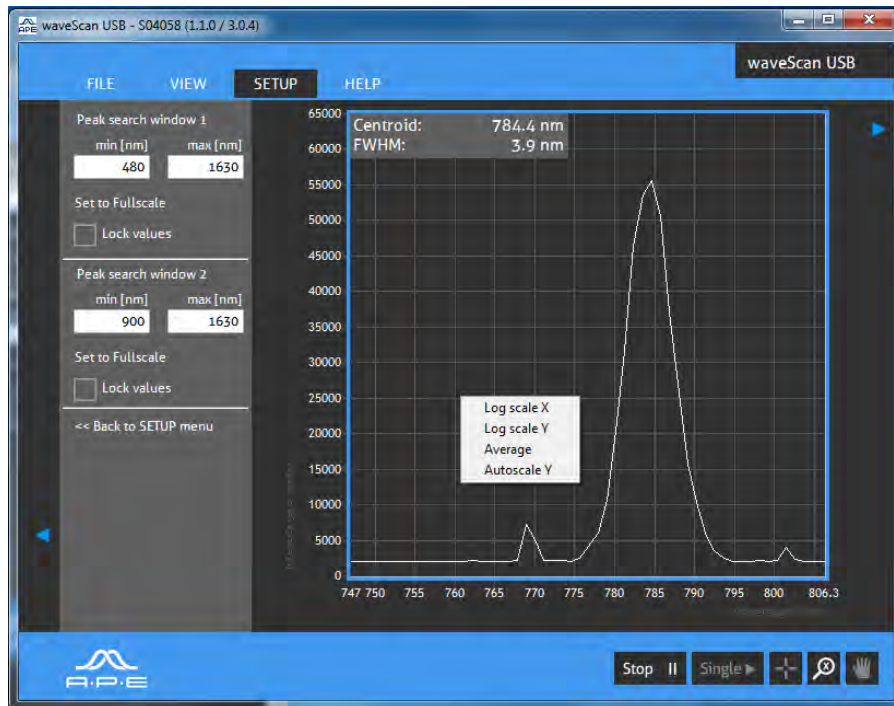 waveScan USB - S04058 (1.1.0 / 3.0.4)
waveScan USB
FILE VIEW SETUP HELP
Peak search window 1
min [nm] max [nm]
480 1630
Set to Fullscale
Lock values
Peak search window 2
min [nm] max [nm]
900 1630
Set to Fullscale
Lock values
<< Back to SETUP menu
Centroid: 784.4 nm
FWHM: 3.9 nm
65000
60000
55000
50000
45000
40000
35000
30000
25000
20000
15000
10000
5000
0
Log scale X
Log scale Y
Average
Autoscale Y
747 750 755 760 765 770 775 780 785 790 795 800 806.3
Stop Single
A·P·E